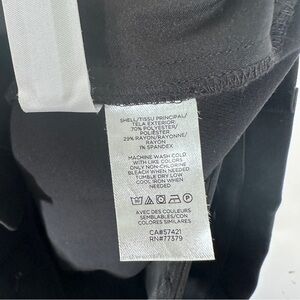 SHELL/TISSU PRINCIPAL/
TELA EXTERIOR:
70% POLYESTER/
POLIESTER
29% RAYON/RAYONNE/
RAYON
1% SPANDEX
MACHINE WASH COLD
WITH LIKE COLORS
ONLY NON-CHLORINE
BLEACH WHEN NEEDED
TUMBLE DRY LOW
COOL IRON WHEN
NEEDED
AVEC DES COULEURS
SEMBLABLES/CON
COLORES SIMILARES
CA#57421
RN#77379